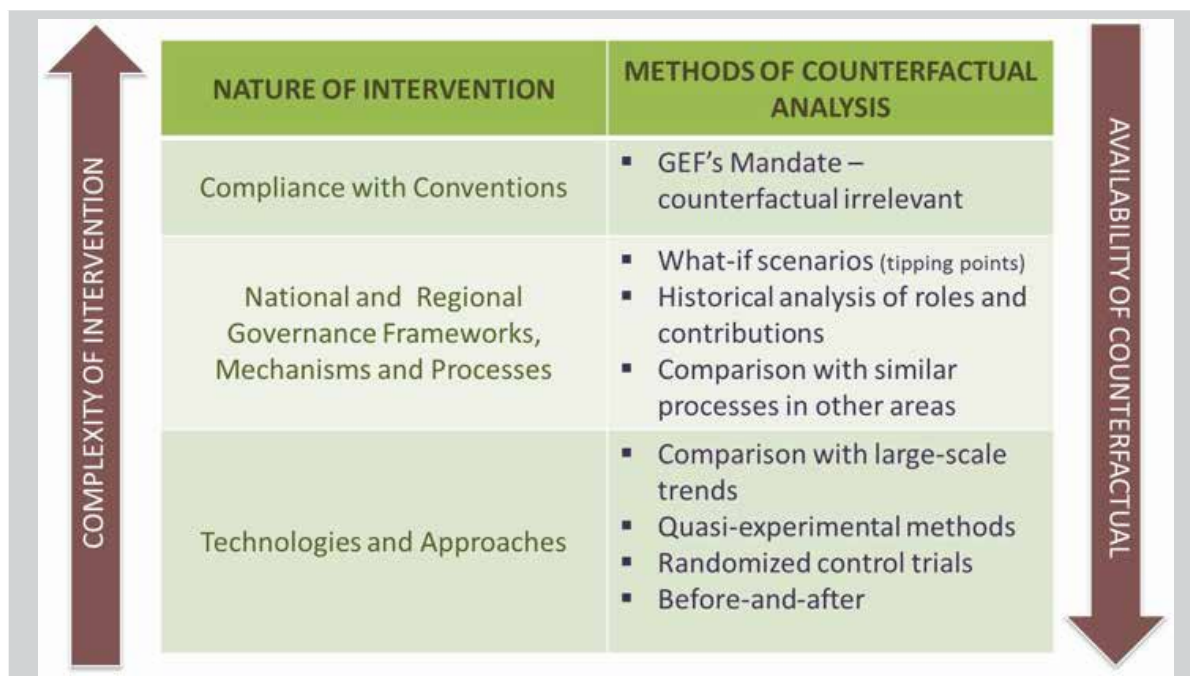 COMPLEXITY OF INTERVENTION
NATURE OF INTERVENTION
METHODS OF COUNTERFACTUAL
ANALYSIS
Compliance with Conventions
▪ GEF's Mandate –
counterfactual irrelevant
National and Regional
Governance Frameworks,
Mechanisms and Processes
▪ What-if scenarios (tipping points)
▪ Historical analysis of roles and
contributions
▪ Comparison with similar
processes in other areas
Technologies and Approaches
▪ Comparison with large-scale
trends
▪ Quasi-experimental methods
▪ Randomized control trials
▪ Before-and-after
AVAILABILITY OF COUNTERFACTUAL